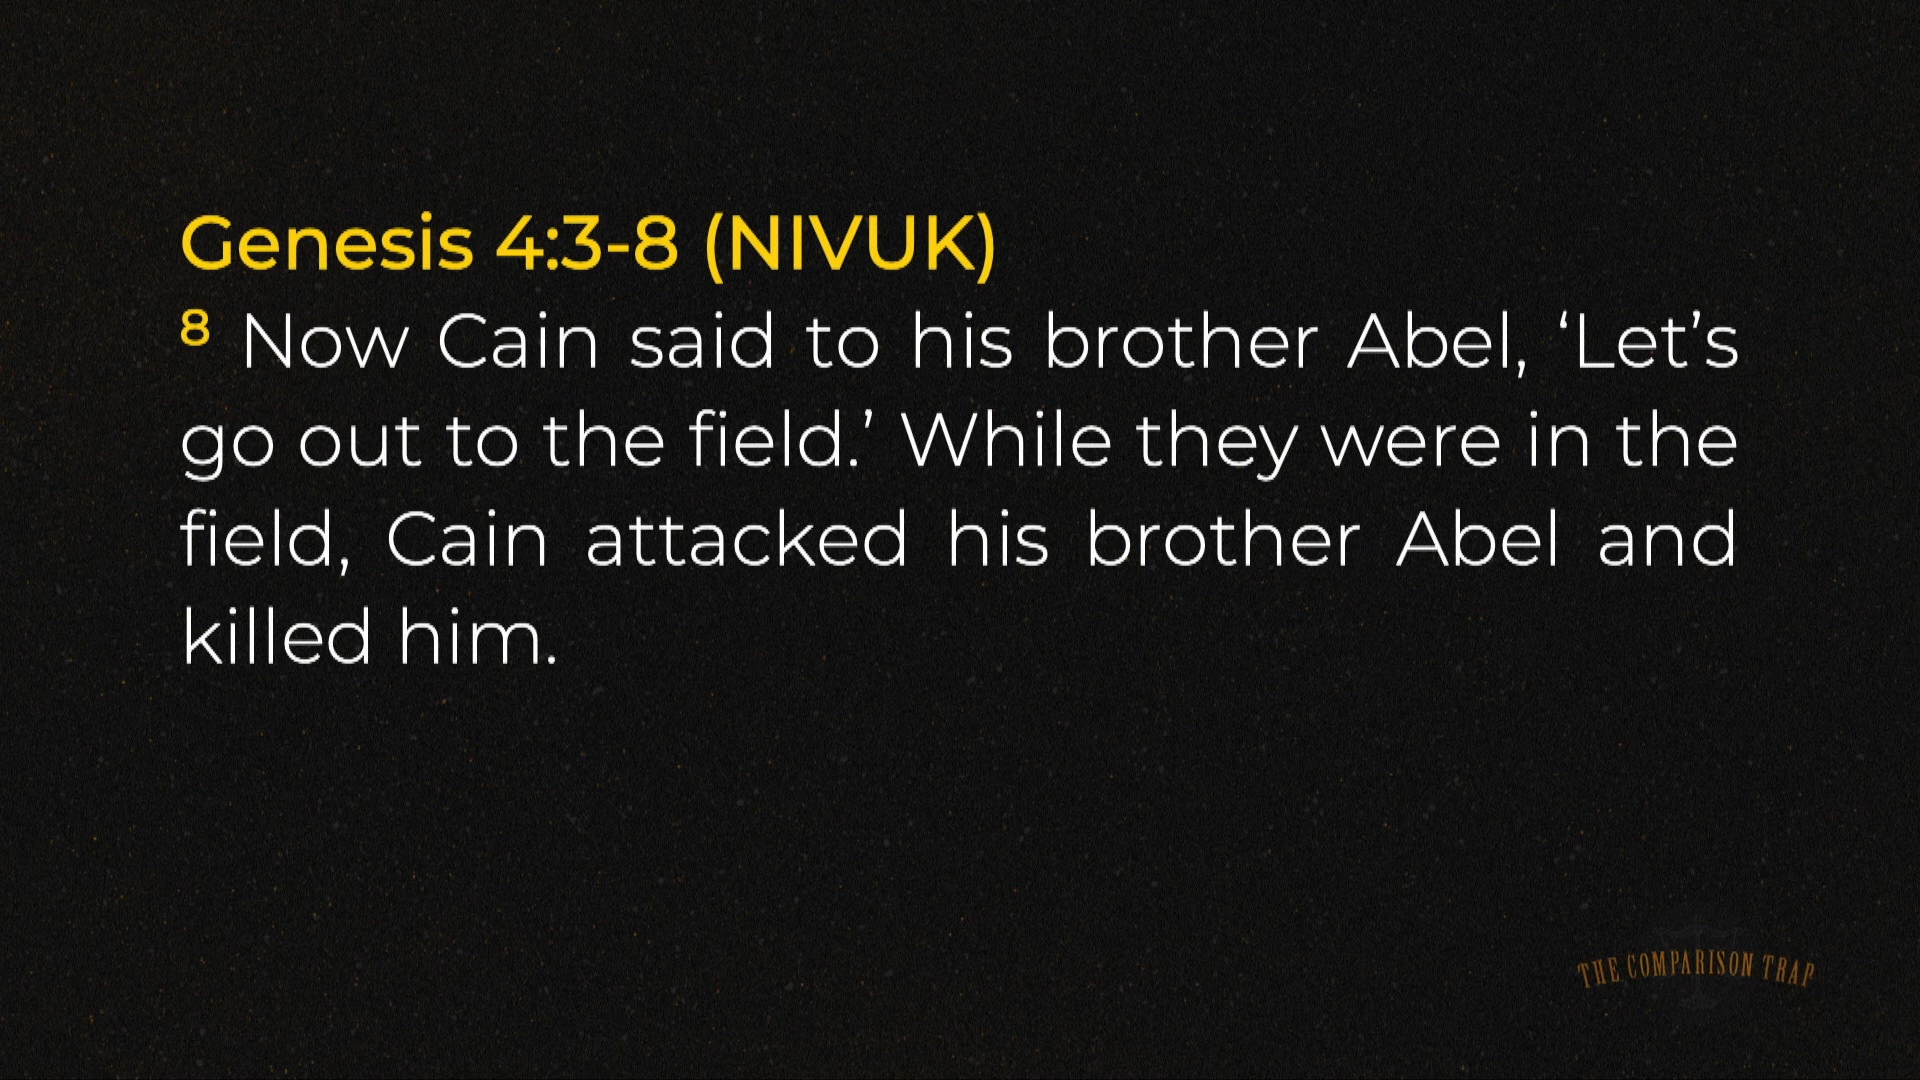 Genesis 4:3-8 (NIVUK)
8 Now Cain said to his brother Abel, ‘Let’s
go out to the field.’ While they were in the
field, Cain attacked his brother Abel and
killed him.
THE COMPARISON TRAP